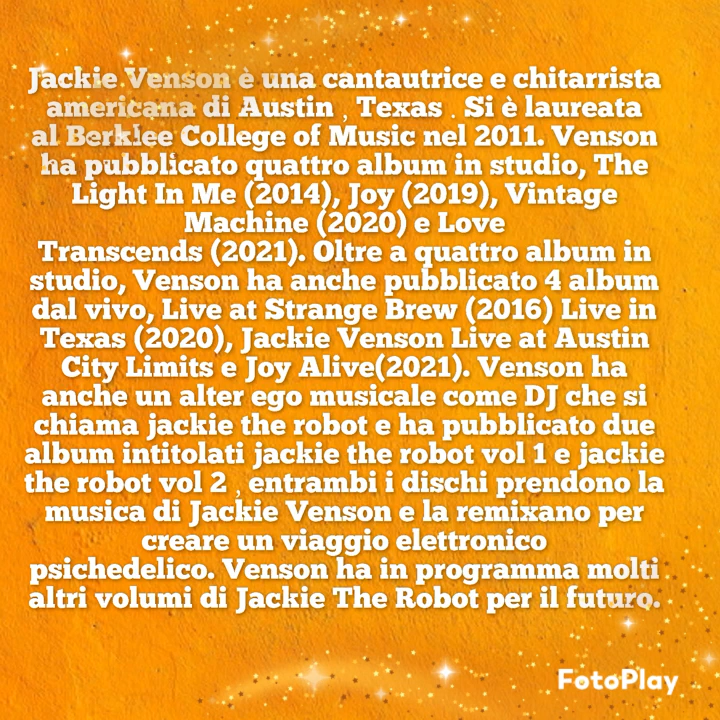 Jackie Venson è una cantautrice e chitarrista
americana di Austin , Texas . Si è laureata
al Berklee College of Music nel 2011. Venson
ha pubblicato quattro album in studio, The
Light In Me (2014), Joy (2019), Vintage
Machine (2020) e Love
Transcends (2021). Oltre a quattro album in
studio, Venson ha anche pubblicato 4 album
dal vivo, Live at Strange Brew (2016) Live in
Texas (2020), Jackie Venson Live at Austin
City Limits e Joy Alive(2021). Venson ha
anche un alter ego musicale come DJ che si
chiama jackie the robot e ha pubblicato due
album intitolati jackie the robot vol 1 e jackie
the robot vol 2 , entrambi i dischi prendono la
musica di Jackie Venson e la remixano per
creare un viaggio elettronico
psichedelico. Venson ha in programma molti
altri volumi di Jackie The Robot per il futuro.
FotoPlay